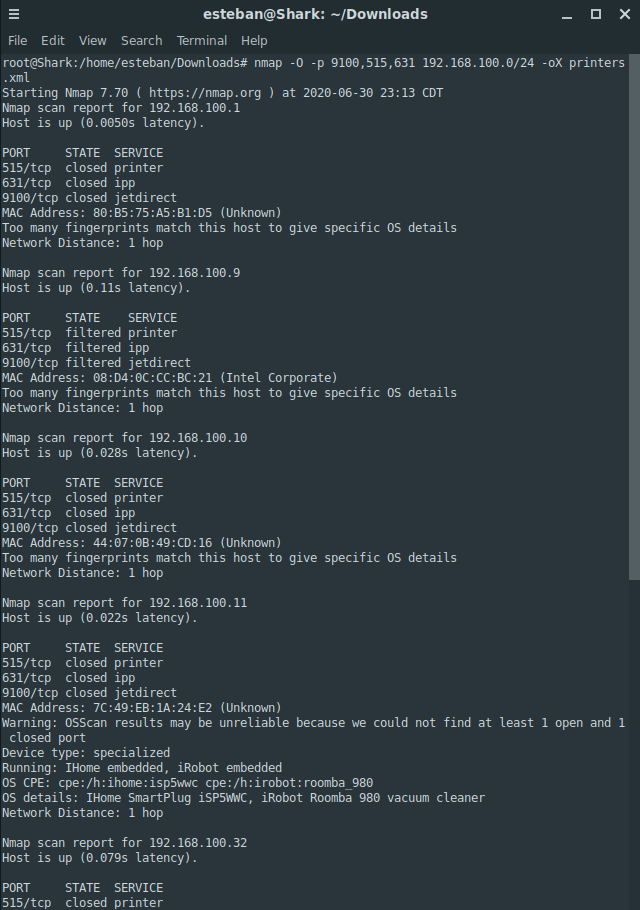 esteban@Shark: ~/Downloads
File Edit View Search Terminal Help
root@Shark:/home/esteban/Downloads# nmap -O -p 9100,515,631 192.168.100.0/24 -oX printers
.xml
Starting Nmap 7.70 ( https://nmap.org ) at 2020-06-30 23:13 CDT
Nmap scan report for 192.168.100.1
Host is up (0.0050s latency).

PORT     STATE  SERVICE
515/tcp  closed printer
631/tcp  closed ipp
9100/tcp closed jetdirect
MAC Address: 80:B5:75:A5:B1:D5 (Unknown)
Too many fingerprints match this host to give specific OS details
Network Distance: 1 hop

Nmap scan report for 192.168.100.9
Host is up (0.11s latency).

PORT     STATE    SERVICE
515/tcp  filtered printer
631/tcp  filtered ipp
9100/tcp filtered jetdirect
MAC Address: 08:D4:0C:CC:BC:21 (Intel Corporate)
Too many fingerprints match this host to give specific OS details
Network Distance: 1 hop

Nmap scan report for 192.168.100.10
Host is up (0.028s latency).

PORT     STATE  SERVICE
515/tcp  closed printer
631/tcp  closed ipp
9100/tcp closed jetdirect
MAC Address: 44:07:0B:49:CD:16 (Unknown)
Too many fingerprints match this host to give specific OS details
Network Distance: 1 hop

Nmap scan report for 192.168.100.11
Host is up (0.022s latency).

PORT     STATE  SERVICE
515/tcp  closed printer
631/tcp  closed ipp
9100/tcp closed jetdirect
MAC Address: 7C:49:EB:1A:24:E2 (Unknown)
Warning: OSScan results may be unreliable because we could not find at least 1 open and 1
 closed port
Device type: specialized
Running: IHome embedded, iRobot embedded
OS CPE: cpe:/h:ihome:isp5wwc cpe:/h:irobot:roomba_980
OS details: IHome SmartPlug iSP5WWC, iRobot Roomba 980 vacuum cleaner
Network Distance: 1 hop

Nmap scan report for 192.168.100.32
Host is up (0.079s latency).

PORT     STATE  SERVICE
515/tcp  closed printer